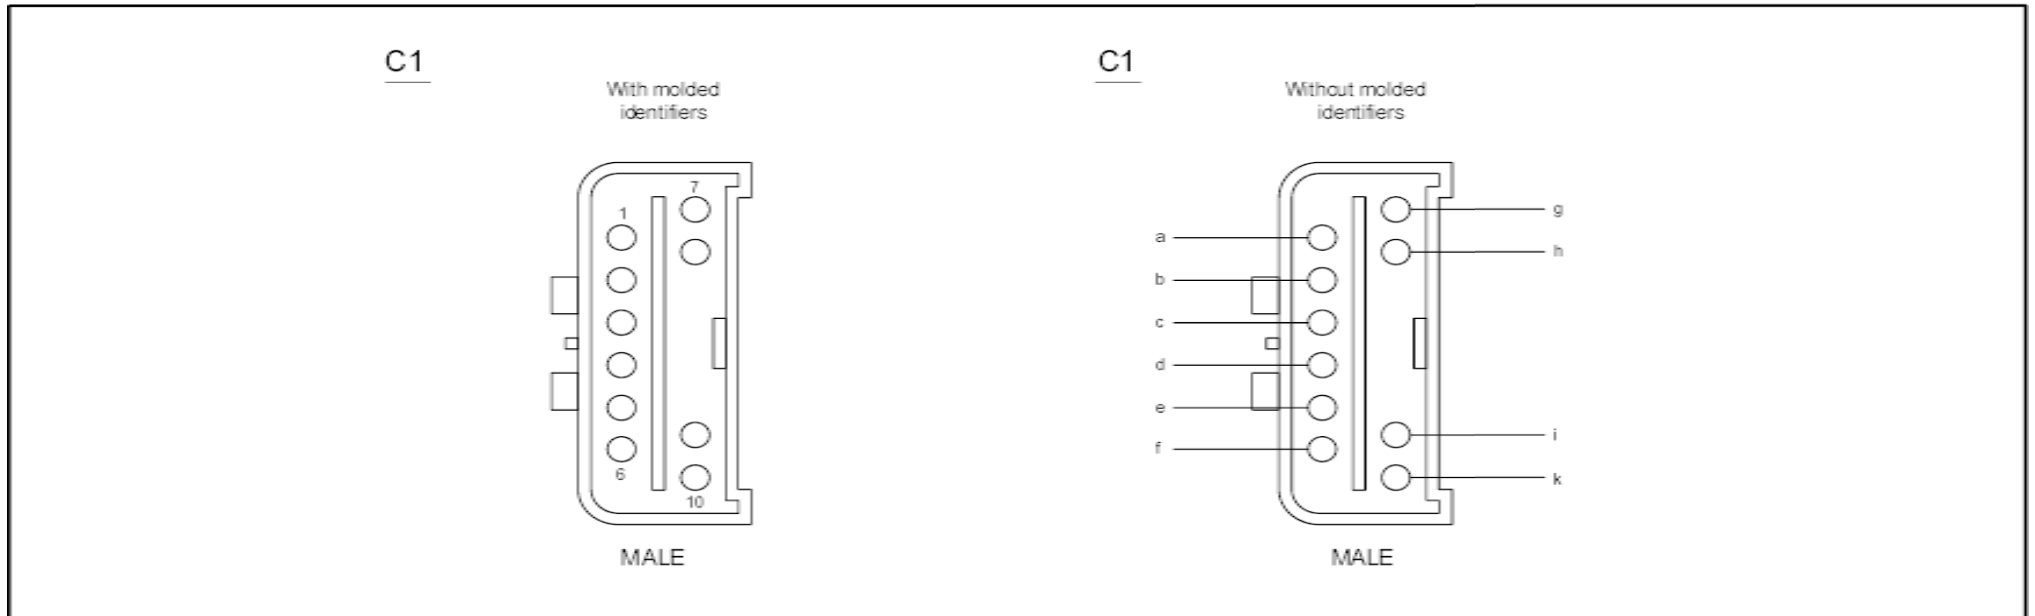 C1
With molded
identifiers
7
1
6
10
MALE
C1
Without molded
identifiers
g
a
h
b
c
d
e
i
f
k
MALE